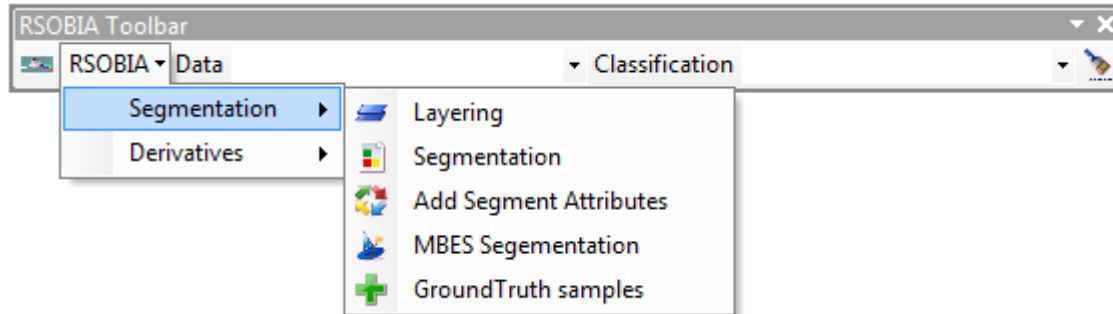 RSOBIA Toolbar
RSOBIA Data Classification
Segmentation
Derivatives
Layering
Segmentation
Add Segment Attributes
MBES Segementation
GroundTruth samples